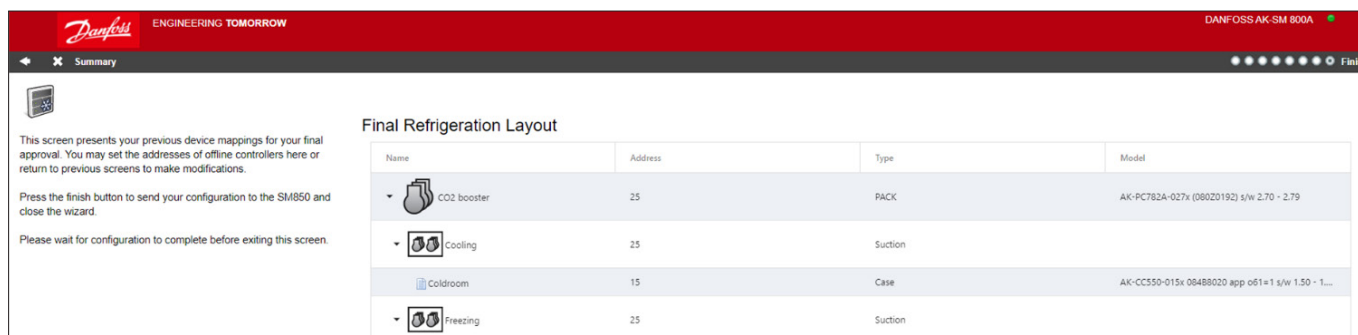 Danfoss
ENGINEERING TOMORROW
DANFOSS AK-SM 800A
Summary
Fini
This screen presents your previous device mappings for your final
approval. You may set the addresses of offline controllers here or
return to previous screens to make modifications.
Press the finish button to send your configuration to the SM850 and
close the wizard.
Please wait for configuration to complete before exiting this screen.
Final Refrigeration Layout
Name Address Type Model
CO2 booster 25 PACK AK-PC782A-027x (080Z0192) s/w 2.70 - 2.79
Cooling 25 Suction
Coldroom 15 Case AK-CC550-015x 084B8020 app o61=1 s/w 1.50 - 1....
Freezing 25 Suction